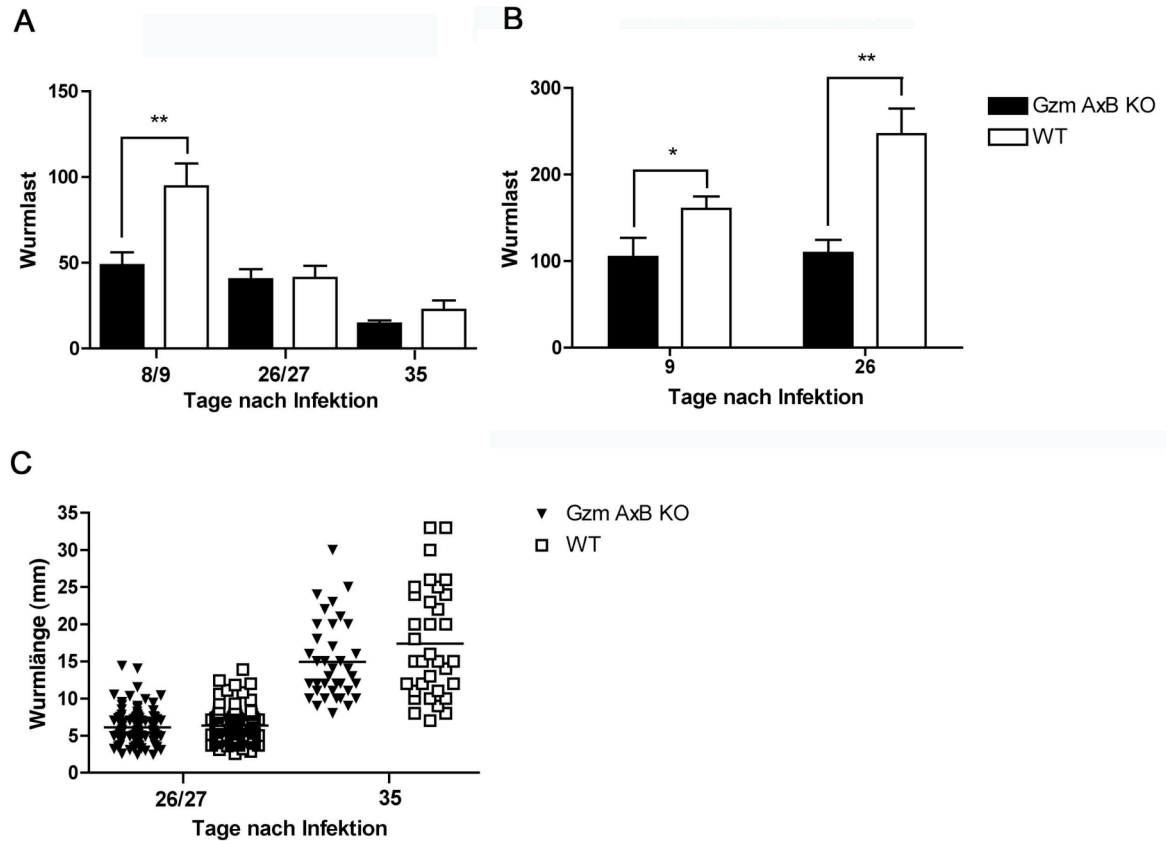 A
150
100
50
0
Wurmlast
**
8/9
26/27
35
Tage nach Infektion
B
300
200
100
0
Wurmlast
*
**
9
26
Tage nach Infektion
Gzm AxB KO
WT
C
35
30
25
20
15
10
5
0
Wurmlänge (mm)
26/27
35
Tage nach Infektion
Gzm AxB KO
WT